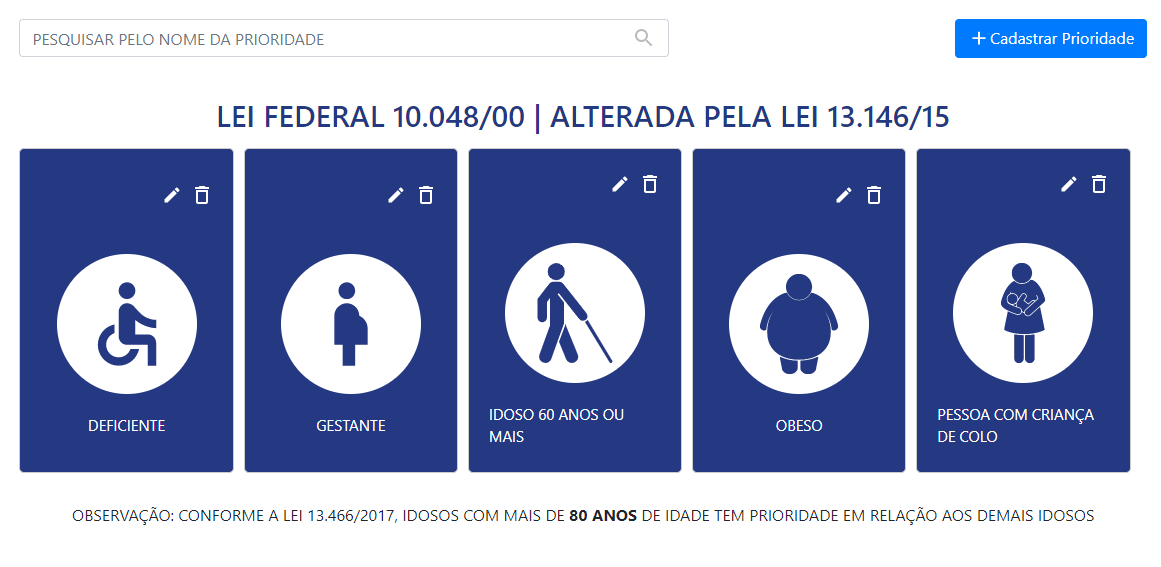 PESQUISAR PELO NOME DA PRIORIDADE
Cadastrar Prioridade
LEI FEDERAL 10.048/00 | ALTERADA PELA LEI 13.146/15
DEFICIENTE
GESTANTE
IDOSO 60 ANOS OU
MAIS
OBESO
PESSOA COM CRIANÇA
DE COLO
OBSERVAÇÃO: CONFORME A LEI 13.466/2017, IDOSOS COM MAIS DE 80 ANOS DE IDADE TEM PRIORIDADE EM RELAÇÃO AOS DEMAIS IDOSOS